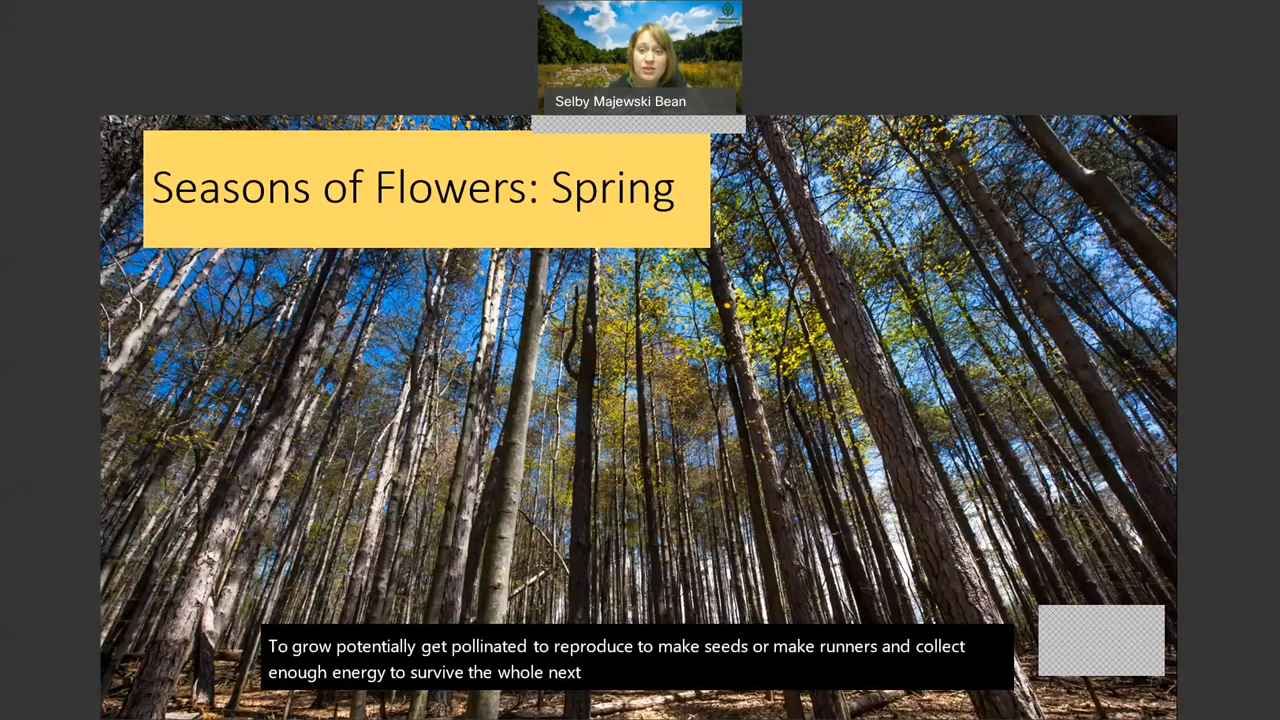 Selby Majewski Bean
Seasons of Flowers: Spring
To grow potentially get pollinated to reproduce to make seeds or make runners and collect
enough energy to survive the whole next